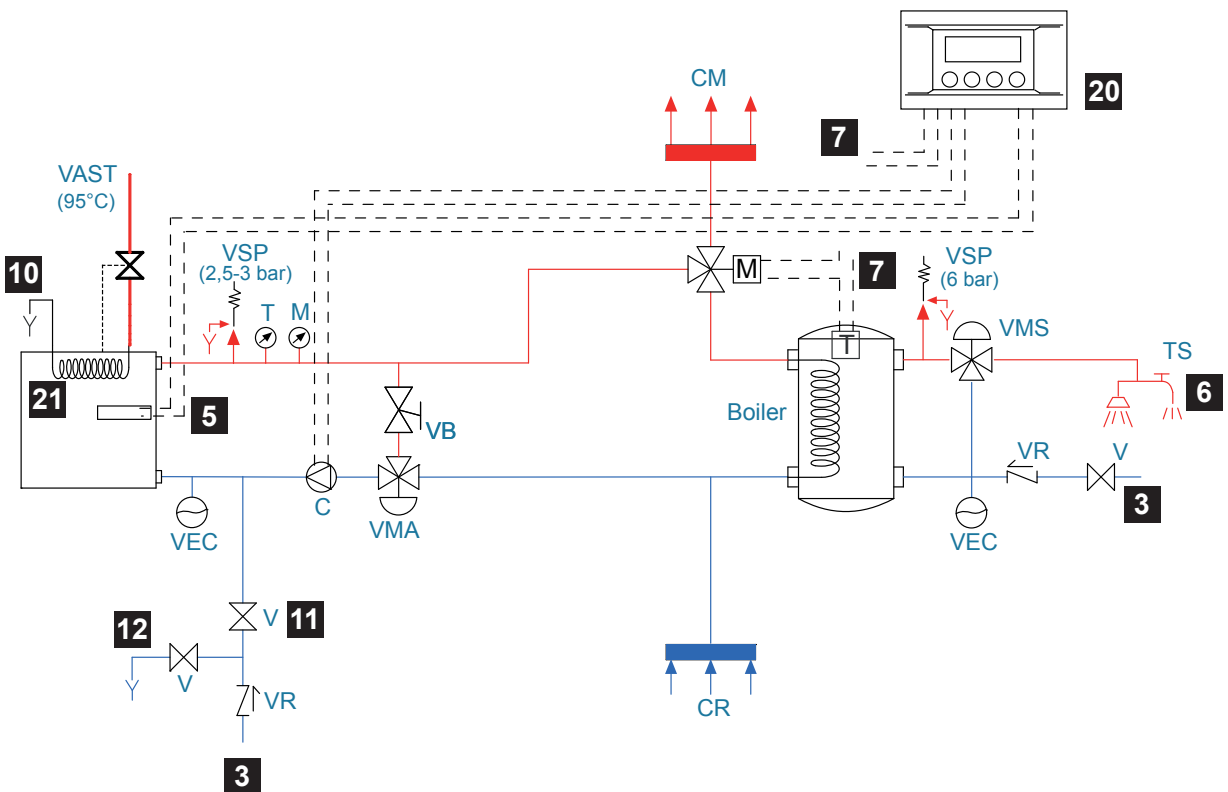 CM
20
7
VAST
(95°C)
10
VSP
(2,5-3 bar)
T
M
M
7
VSP
(6 bar)
VMS
TS
6
T
21
5
VB
Boiler
VR
V
3
C
VMA
VEC
VEC
V
11
12
V
VR
CR
3